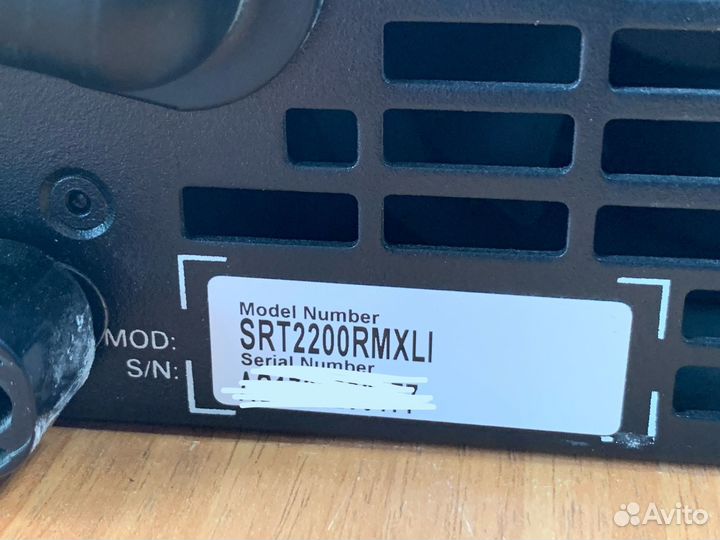 Model Number
MOD: SRT2200RMXLI
Serial Number
S/N:
Avito